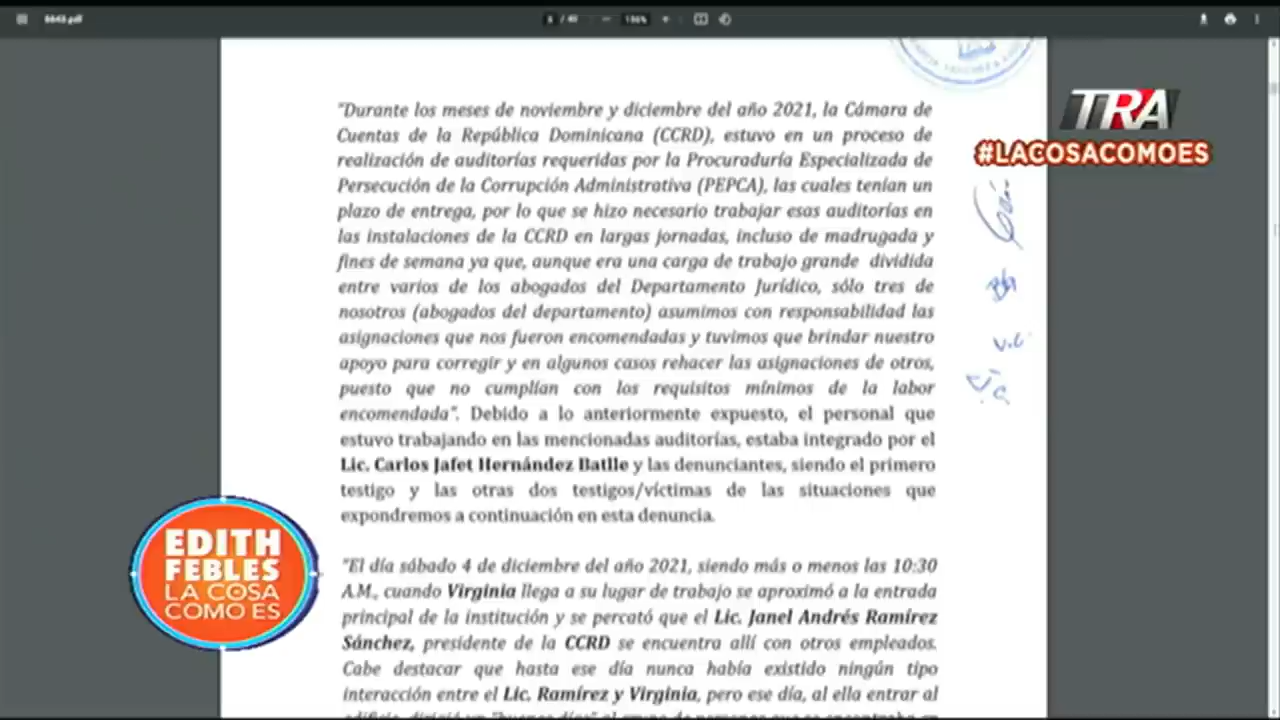 6643.pdf
/ 40
TRA
#LACOSACOMOES
"Durante los meses de noviembre y diciembre del año 2021, la Cámara de
Cuentas de la República Dominicana (CCRD), estuvo en un proceso de
realización de auditorías requeridas por la Procuraduría Especializada de
Persecución de la Corrupción Administrativa (PEPCA), las cuales tenían un
plazo de entrega, por lo que se hizo necesario trabajar esas auditorías en
las instalaciones de la CCRD en largas jornadas, incluso de madrugada y
fines de semana ya que, aunque era una carga de trabajo grande dividida
entre varios de los abogados del Departamento Jurídico, sólo tres de
nosotros (abogados del departamento) asumimos con responsabilidad las
asignaciones que nos fueron encomendadas y tuvimos que brindar nuestro
apoyo para corregir y en algunos casos rehacer las asignaciones de otros,
puesto que no cumplían con los requisitos mínimos de la labor
encomendada". Debido a lo anteriormente expuesto, el personal que
estuvo trabajando en las mencionadas auditorías, estaba integrado por el
Lic. Carlos Jafet Hernández Batlle y las denunciantes, siendo el primero
testigo y las otras dos testigos/víctimas de las situaciones que
expondremos a continuación en esta denuncia.
"El día sábado 4 de diciembre del año 2021, siendo más o menos las 10:30
A.M., cuando Virginia llega a su lugar de trabajo se aproximó a la entrada
principal de la institución y se percató que el Lic. Janel Andrés Ramírez
Sánchez, presidente de la CCRD se encuentra allí con otros empleados.
Cabe destacar que hasta ese día nunca había existido ningún tipo
interacción entre el Lic. Ramírez y Virginia, pero ese día, al ella entrar al
V.C.
EDITH
FEBLES
LA COSA
COMO ES